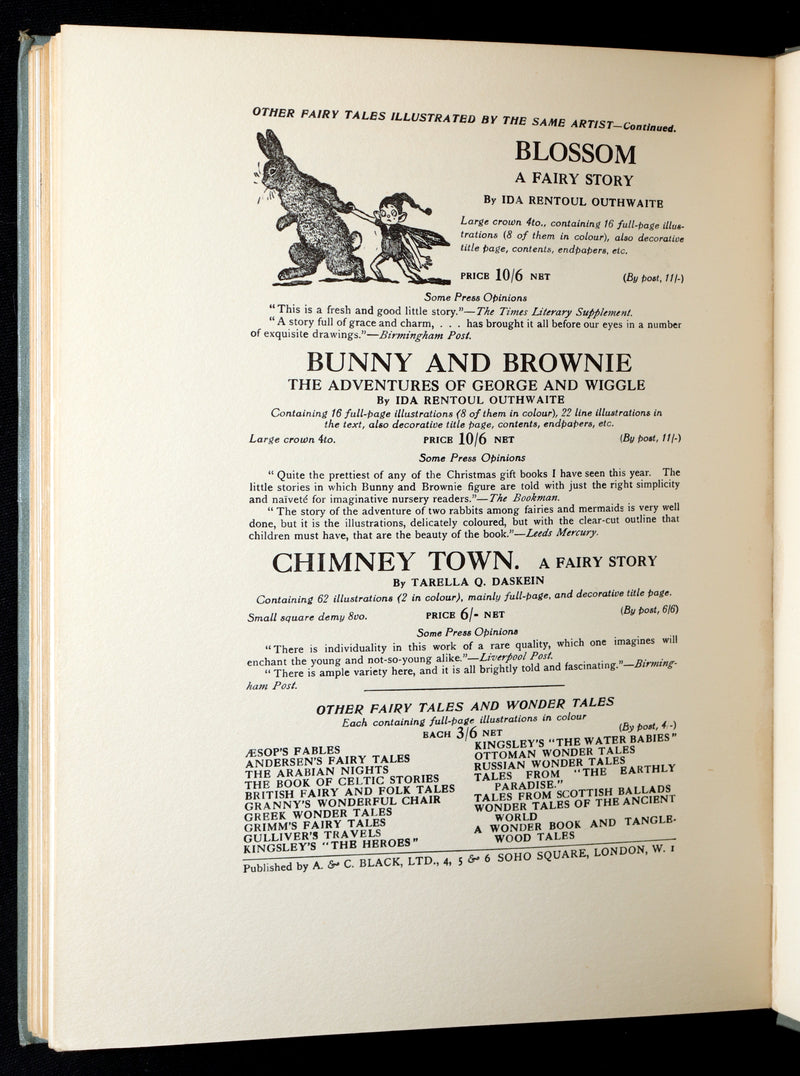 OTHER FAIRY TALES ILLUSTRATED BY THE SAME ARTIST—Continued.
BLOSSOM
A FAIRY STORY
By IDA RENTOUL OUTHWAITE
Large crown 4to., containing 16 full-page illus-
trations (8 of them in colour), also decorative
title page, contents, endpapers, etc.
PRICE 10/6 NET (By post, 11/-)
Some Press Opinions
“This is a fresh and good little story.”—The Times Literary Supplement.
“A story full of grace and charm, . . . has brought it all before our eyes in a number
of exquisite drawings.”—Birmingham Post.
BUNNY AND BROWNIE
THE ADVENTURES OF GEORGE AND WIGGLE
By IDA RENTOUL OUTHWAITE
Containing 16 full-page illustrations (8 of them in colour), 22 line illustrations in
the text, also decorative title page, contents, endpapers, etc.
Large crown 4to. PRICE 10/6 NET (By post, 11/-)
Some Press Opinions
“Quite the prettiest of any of the Christmas gift books I have seen this year. The
little stories in which Bunny and Brownie figure are told with just the right simplicity
and naïveté for imaginative nursery readers.”—The Bookman.
“The story of the adventure of two rabbits among fairies and mermaids is very well
done, but it is the illustrations, delicately coloured, but with the clear-cut outline that
children must have, that are the beauty of the book.”—Leeds Mercury.
CHIMNEY TOWN. A FAIRY STORY
By TARELLA Q. DASKEIN
Containing 62 illustrations (2 in colour), mainly full-page, and decorative title page.
Small square demy 8vo. PRICE 6/- NET (By post, 6/6)
Some Press Opinions
“There is individuality in this work of a rare quality, which one imagines will
enchant the young and not-so-young alike.”—Liverpool Post.
“There is ample variety here, and it is all brightly told and fascinating.”—Birming-
ham Post.
OTHER FAIRY TALES AND WONDER TALES
Each containing full-page illustrations in colour
EACH 3/6 NET (By post, 4/-)
ÆSOP'S FABLES
ANDERSEN'S FAIRY TALES
THE ARABIAN NIGHTS
THE BOOK OF CELTIC STORIES
BRITISH FAIRY AND FOLK TALES
GRANNY'S WONDERFUL CHAIR
GREEK WONDER TALES
GRIMM'S FAIRY TALES
GULLIVER'S TRAVELS
KINGSLEY'S “THE HEROES”
KINGSLEY'S “THE WATER BABIES”
OTTOMAN WONDER TALES
RUSSIAN WONDER TALES
TALES FROM “THE EARTHLY
PARADISE.”
TALES FROM SCOTTISH BALLADS
WONDER TALES OF THE ANCIENT
WORLD
A WONDER BOOK AND TANGLE-
WOOD TALES
Published by A. & C. BLACK, LTD., 4, 5 & 6 SOHO SQUARE, LONDON, W. 1